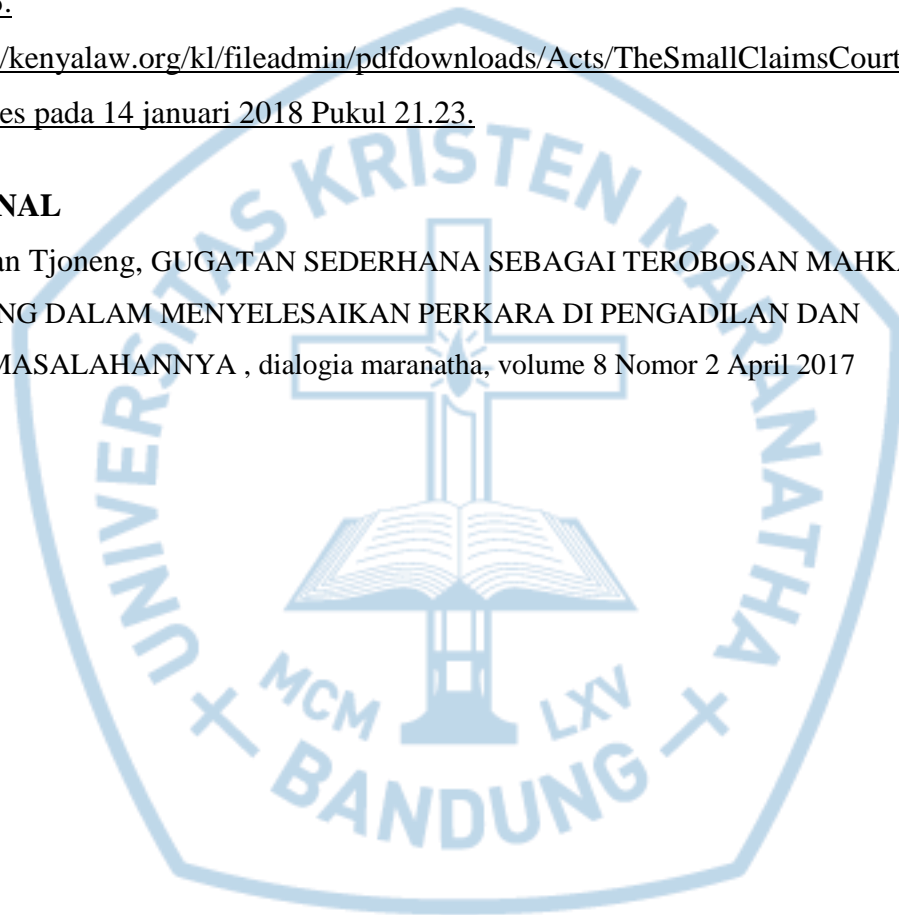 /kenyalaw.org/kl/fileadmin/pdfdownloads/Acts/TheSmallClaimsCourt
es pada 14 januari 2018 Pukul 21.23.
NAL
an Tjoneng, GUGATAN SEDERHANA SEBAGAI TEROBOSAN MAHKA
NG DALAM MENYELESAIKAN PERKARA DI PENGADILAN DAN
MASALAHANNYA , dialogia maranatha, volume 8 Nomor 2 April 2017
UNIVERSITAS KRISTEN MARANATHA
MCM LXV
BANDUNG